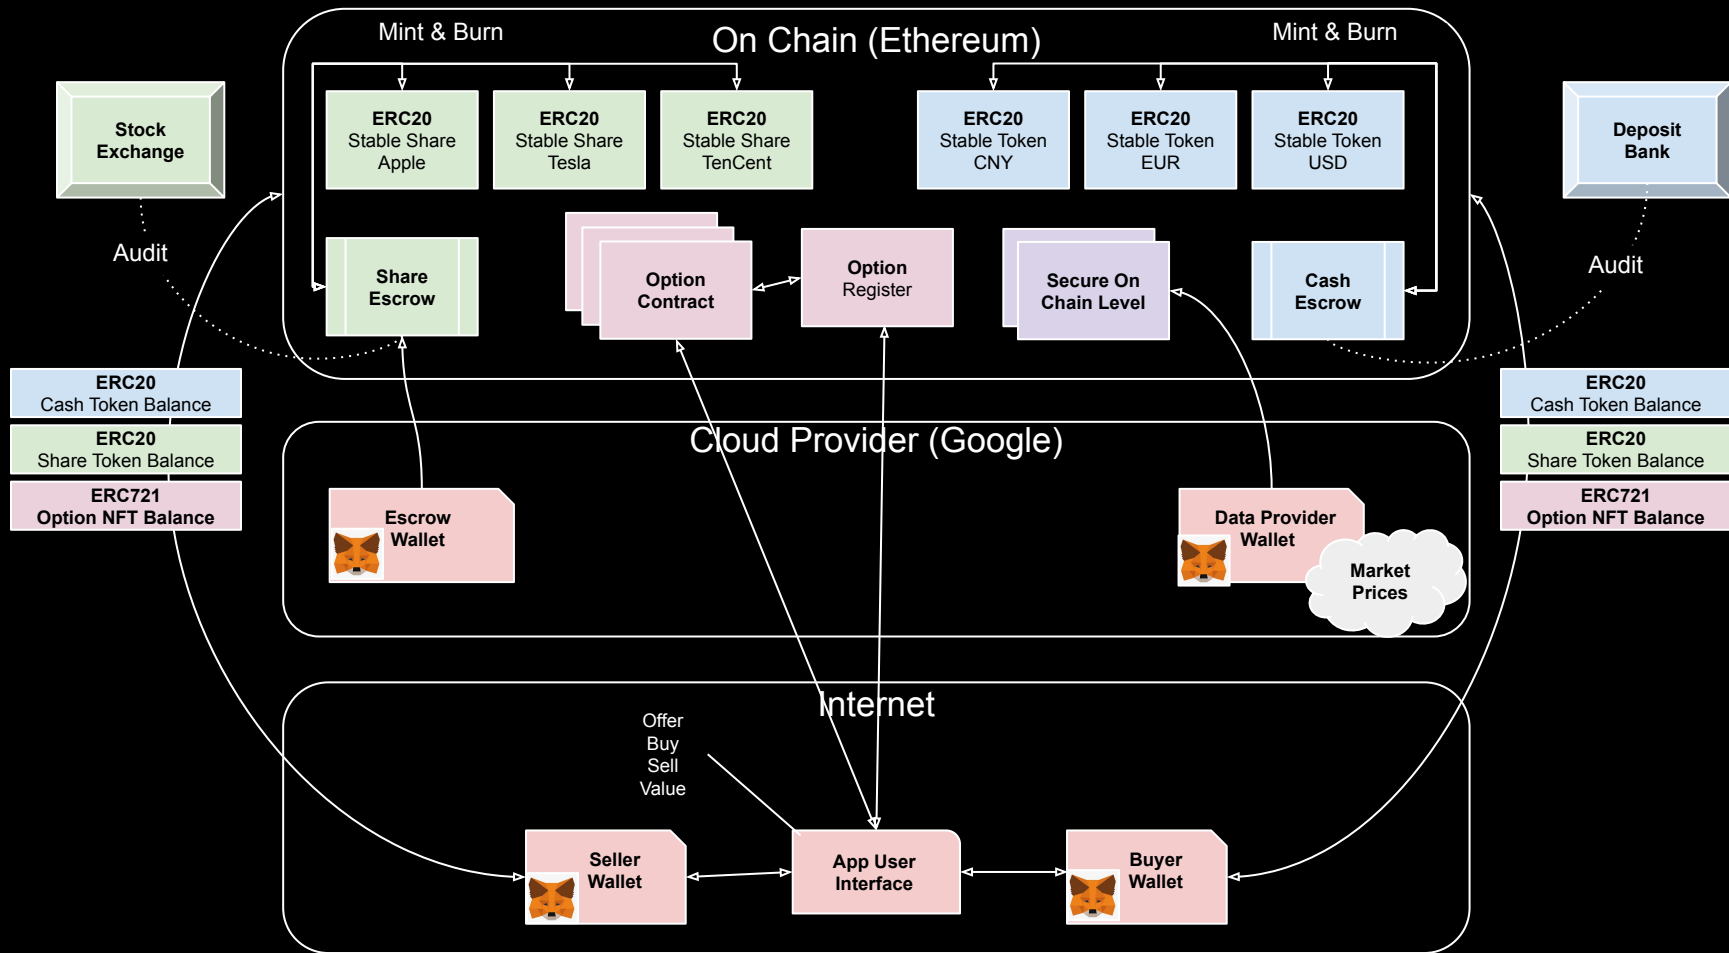 Mint & Burn
On Chain (Ethereum)
Mint & Burn
Stock
Exchange
ERC20
Stable Share
Apple
ERC20
Stable Share
Tesla
ERC20
Stable Share
TenCent
ERC20
Stable Token
CNY
ERC20
Stable Token
EUR
ERC20
Stable Token
USD
Deposit
Bank
Audit
Share
Escrow
Option
Contract
Option
Register
Secure On
Chain Level
Cash
Escrow
Audit
ERC20
Cash Token Balance
ERC20
Share Token Balance
ERC721
Option NFT Balance
ERC20
Cash Token Balance
ERC20
Share Token Balance
ERC721
Option NFT Balance
Cloud Provider (Google)
Escrow
Wallet
Data Provider
Wallet
Market
Prices
Internet
Offer
Buy
Sell
Value
Seller
Wallet
App User
Interface
Buyer
Wallet